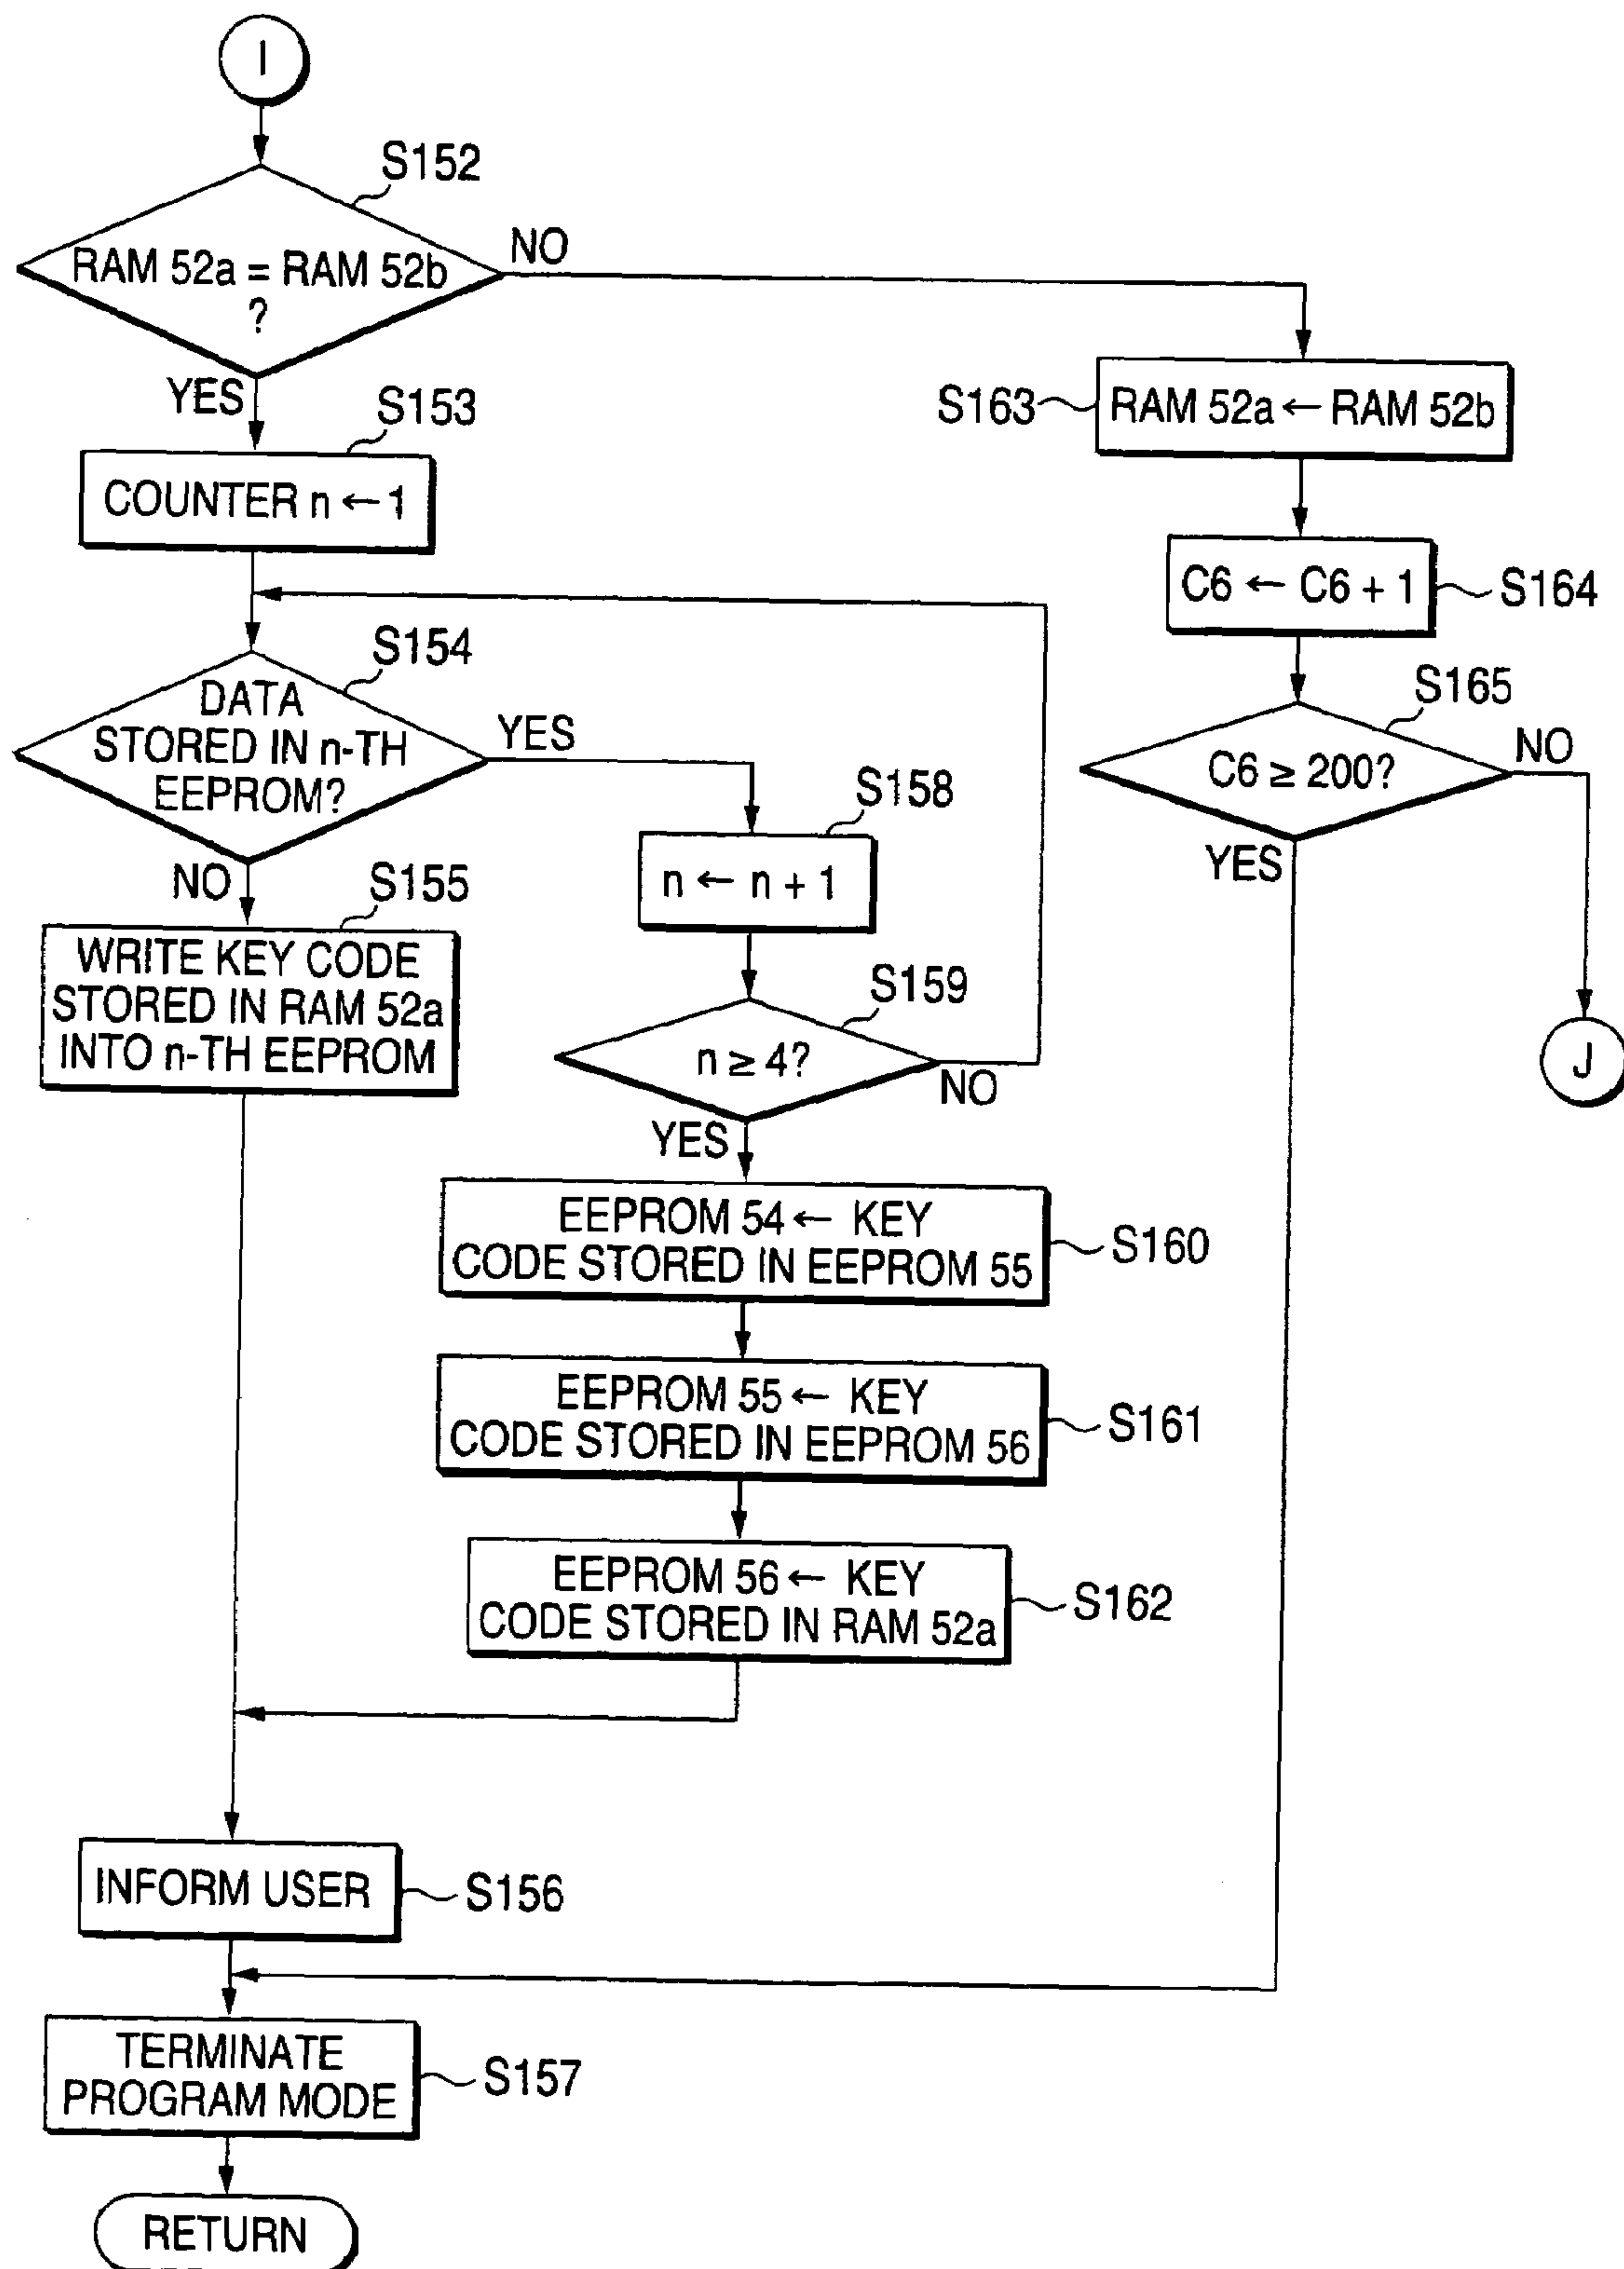 I
S152
RAM 52a = RAM 52b
?
NO
YES
S163
RAM 52a ← RAM 52b
S153
COUNTER n ← 1
C6 ← C6 + 1
S164
S154
DATA
STORED IN n-TH
EEPROM?
YES
NO
S165
C6 ≥ 200?
NO
YES
S158
n ← n + 1
S155
WRITE KEY CODE
STORED IN RAM 52a
INTO n-TH EEPROM
S159
n ≥ 4?
NO
YES
J
EEPROM 54 ← KEY
CODE STORED IN EEPROM 55
S160
EEPROM 55 ← KEY
CODE STORED IN EEPROM 56
S161
EEPROM 56 ← KEY
CODE STORED IN RAM 52a
S162
INFORM USER
S156
TERMINATE
PROGRAM MODE
S157
RETURN